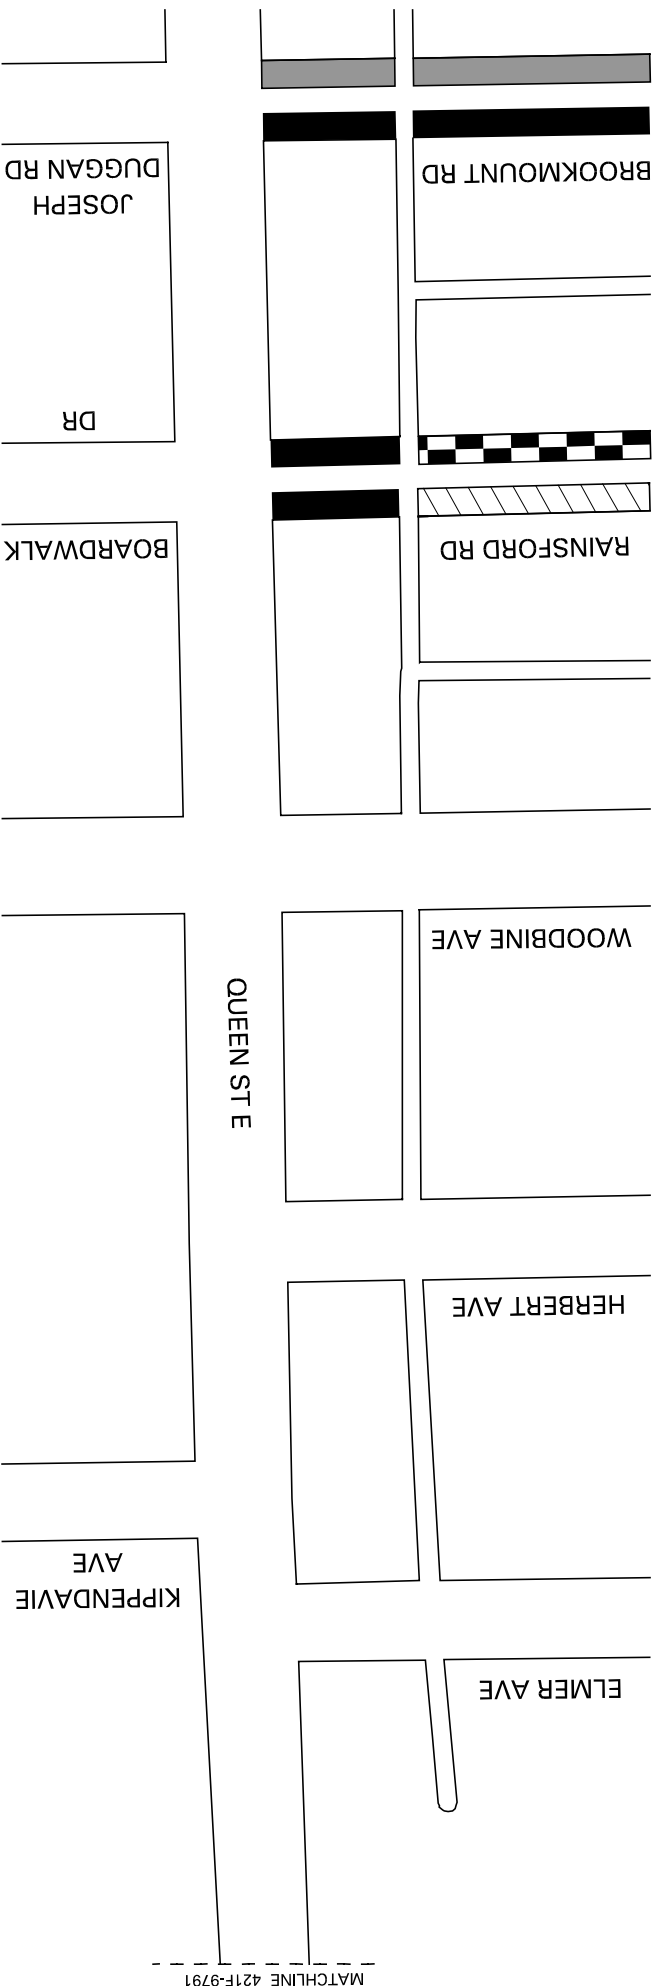 MATCHLINE 421F-9791
ELMER AVE
KIPPENDAVIE
AVE
HERBERT AVE
QUEEN ST E
WOODBINE AVE
RAINSFORD RD
BOARDWALK
DR
JOSEPH
DUGGAN RD
BROOKMOUNT RD